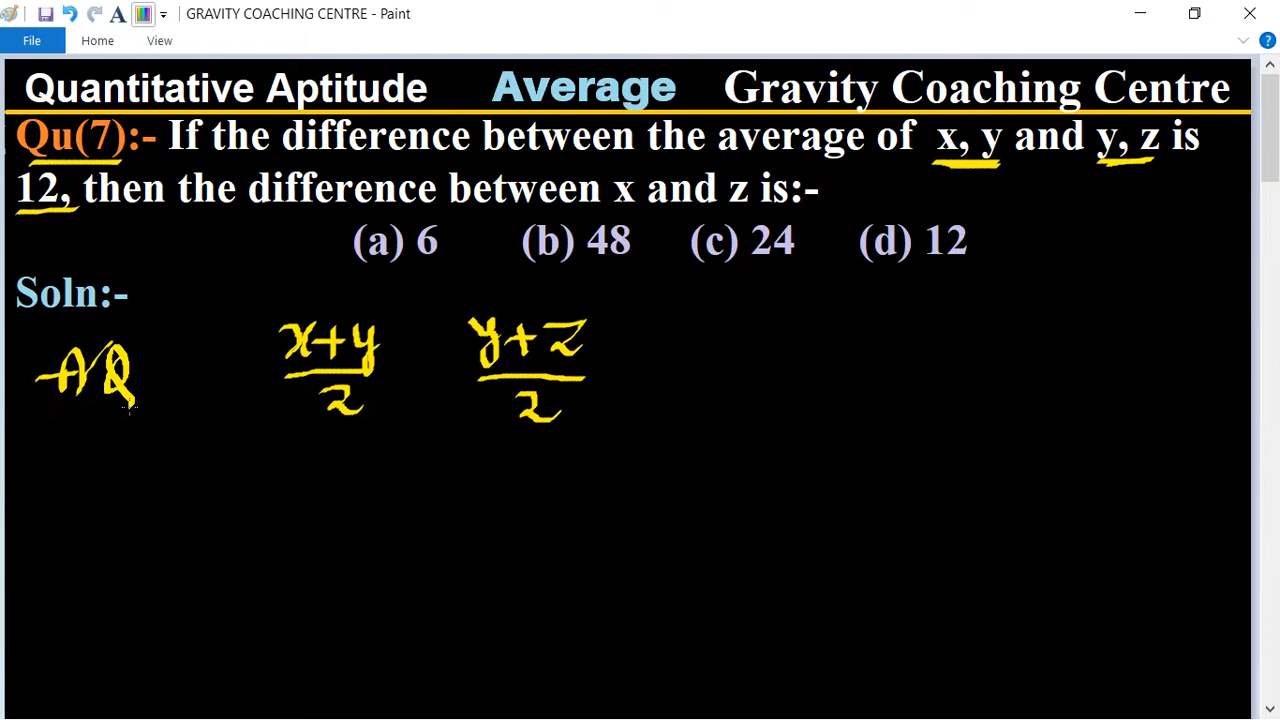 GRAVITY COACHING CENTRE - Paint
File Home View
Quantitative Aptitude Average Gravity Coaching Centre
Qu(7):- If the difference between the average of x, y and y, z is
12, then the difference between x and z is:-
(a) 6 (b) 48 (c) 24 (d) 12
Soln:-
x+y y+z
A/Q
2 2